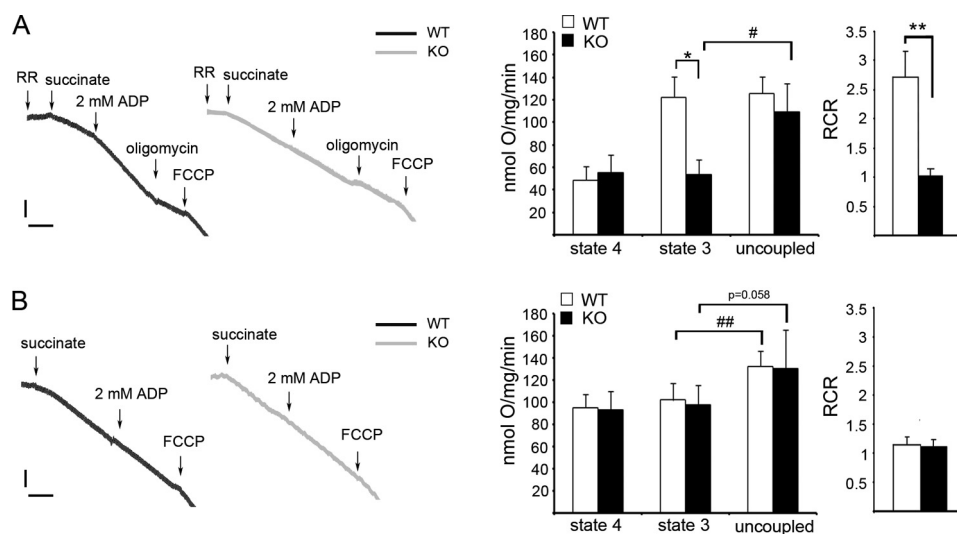 A
WT
KO
RR
succinate
2 mM ADP
oligomycin
FCCP
RR
succinate
2 mM ADP
oligomycin
FCCP
WT
KO
nmol O/mg/min
180
160
140
120
100
80
60
40
20
*
#
state 4
state 3
uncoupled
RCR
3.5
3
2.5
2
1.5
1
0.5
**
B
WT
KO
succinate
2 mM ADP
FCCP
succinate
2 mM ADP
FCCP
WT
KO
nmol O/mg/min
180
160
140
120
100
80
60
40
20
##
p=0.058
state 4
state 3
uncoupled
RCR
3.5
3
2.5
2
1.5
1
0.5